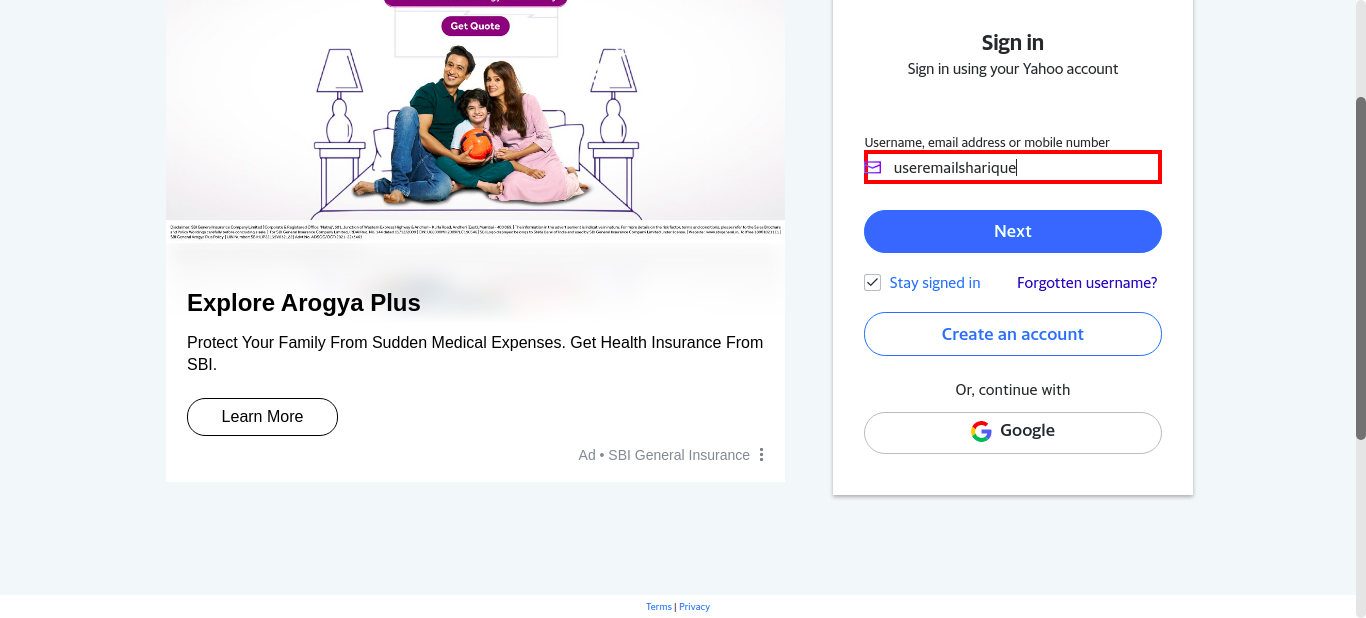 Get Quote
Explore Arogya Plus
Protect Your Family From Sudden Medical Expenses. Get Health Insurance From
SBI.
Learn More
Ad • SBI General Insurance
Sign in
Sign in using your Yahoo account
Username, email address or mobile number
useremailsharique
Next
Stay signed in
Forgotten username?
Create an account
Or, continue with
Google
Terms | Privacy